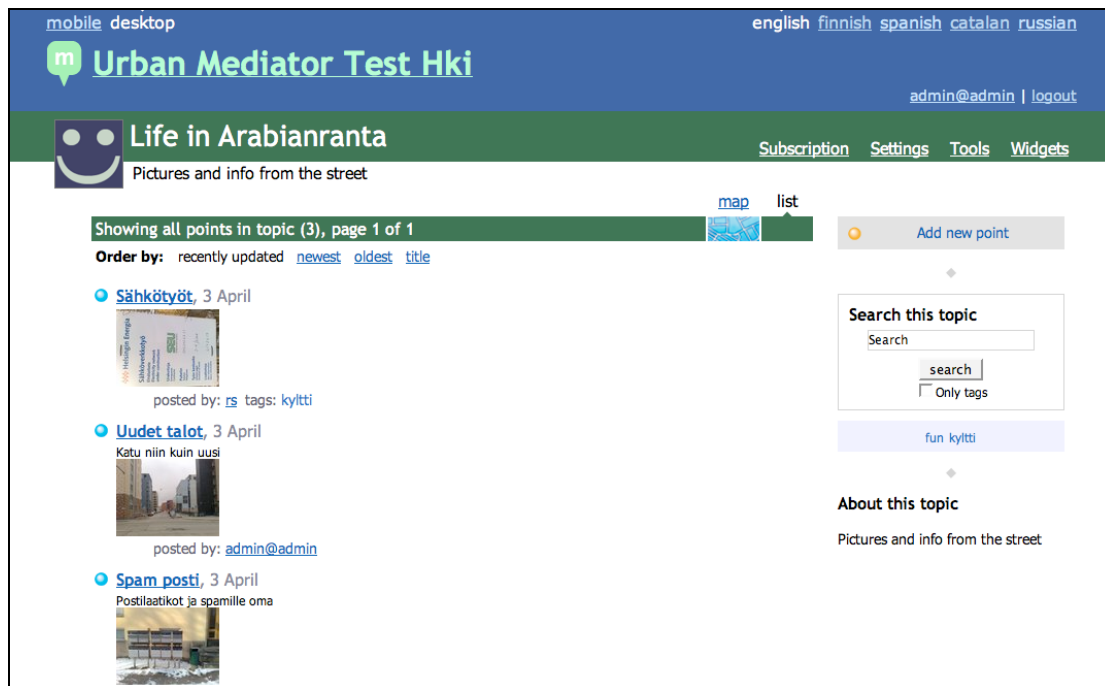 mobile desktop
english finnish spanish catalan russian
m
Urban Mediator Test Hki
admin@admin | logout
Life in Arabianranta
Subscription Settings Tools Widgets
Pictures and info from the street
map list
Showing all points in topic (3), page 1 of 1
Order by: recently updated newest oldest title
Sähkötyöt, 3 April
Helsingin Energia
Sähköverkkotyö
posted by: rs tags: kyltti
Uudet talot, 3 April
Katu niin kuin uusi
posted by: admin@admin
Spam posti, 3 April
Postilaatikot ja spamille oma
Add new point
Search this topic
Search
search
Only tags
fun kyltti
About this topic
Pictures and info from the street